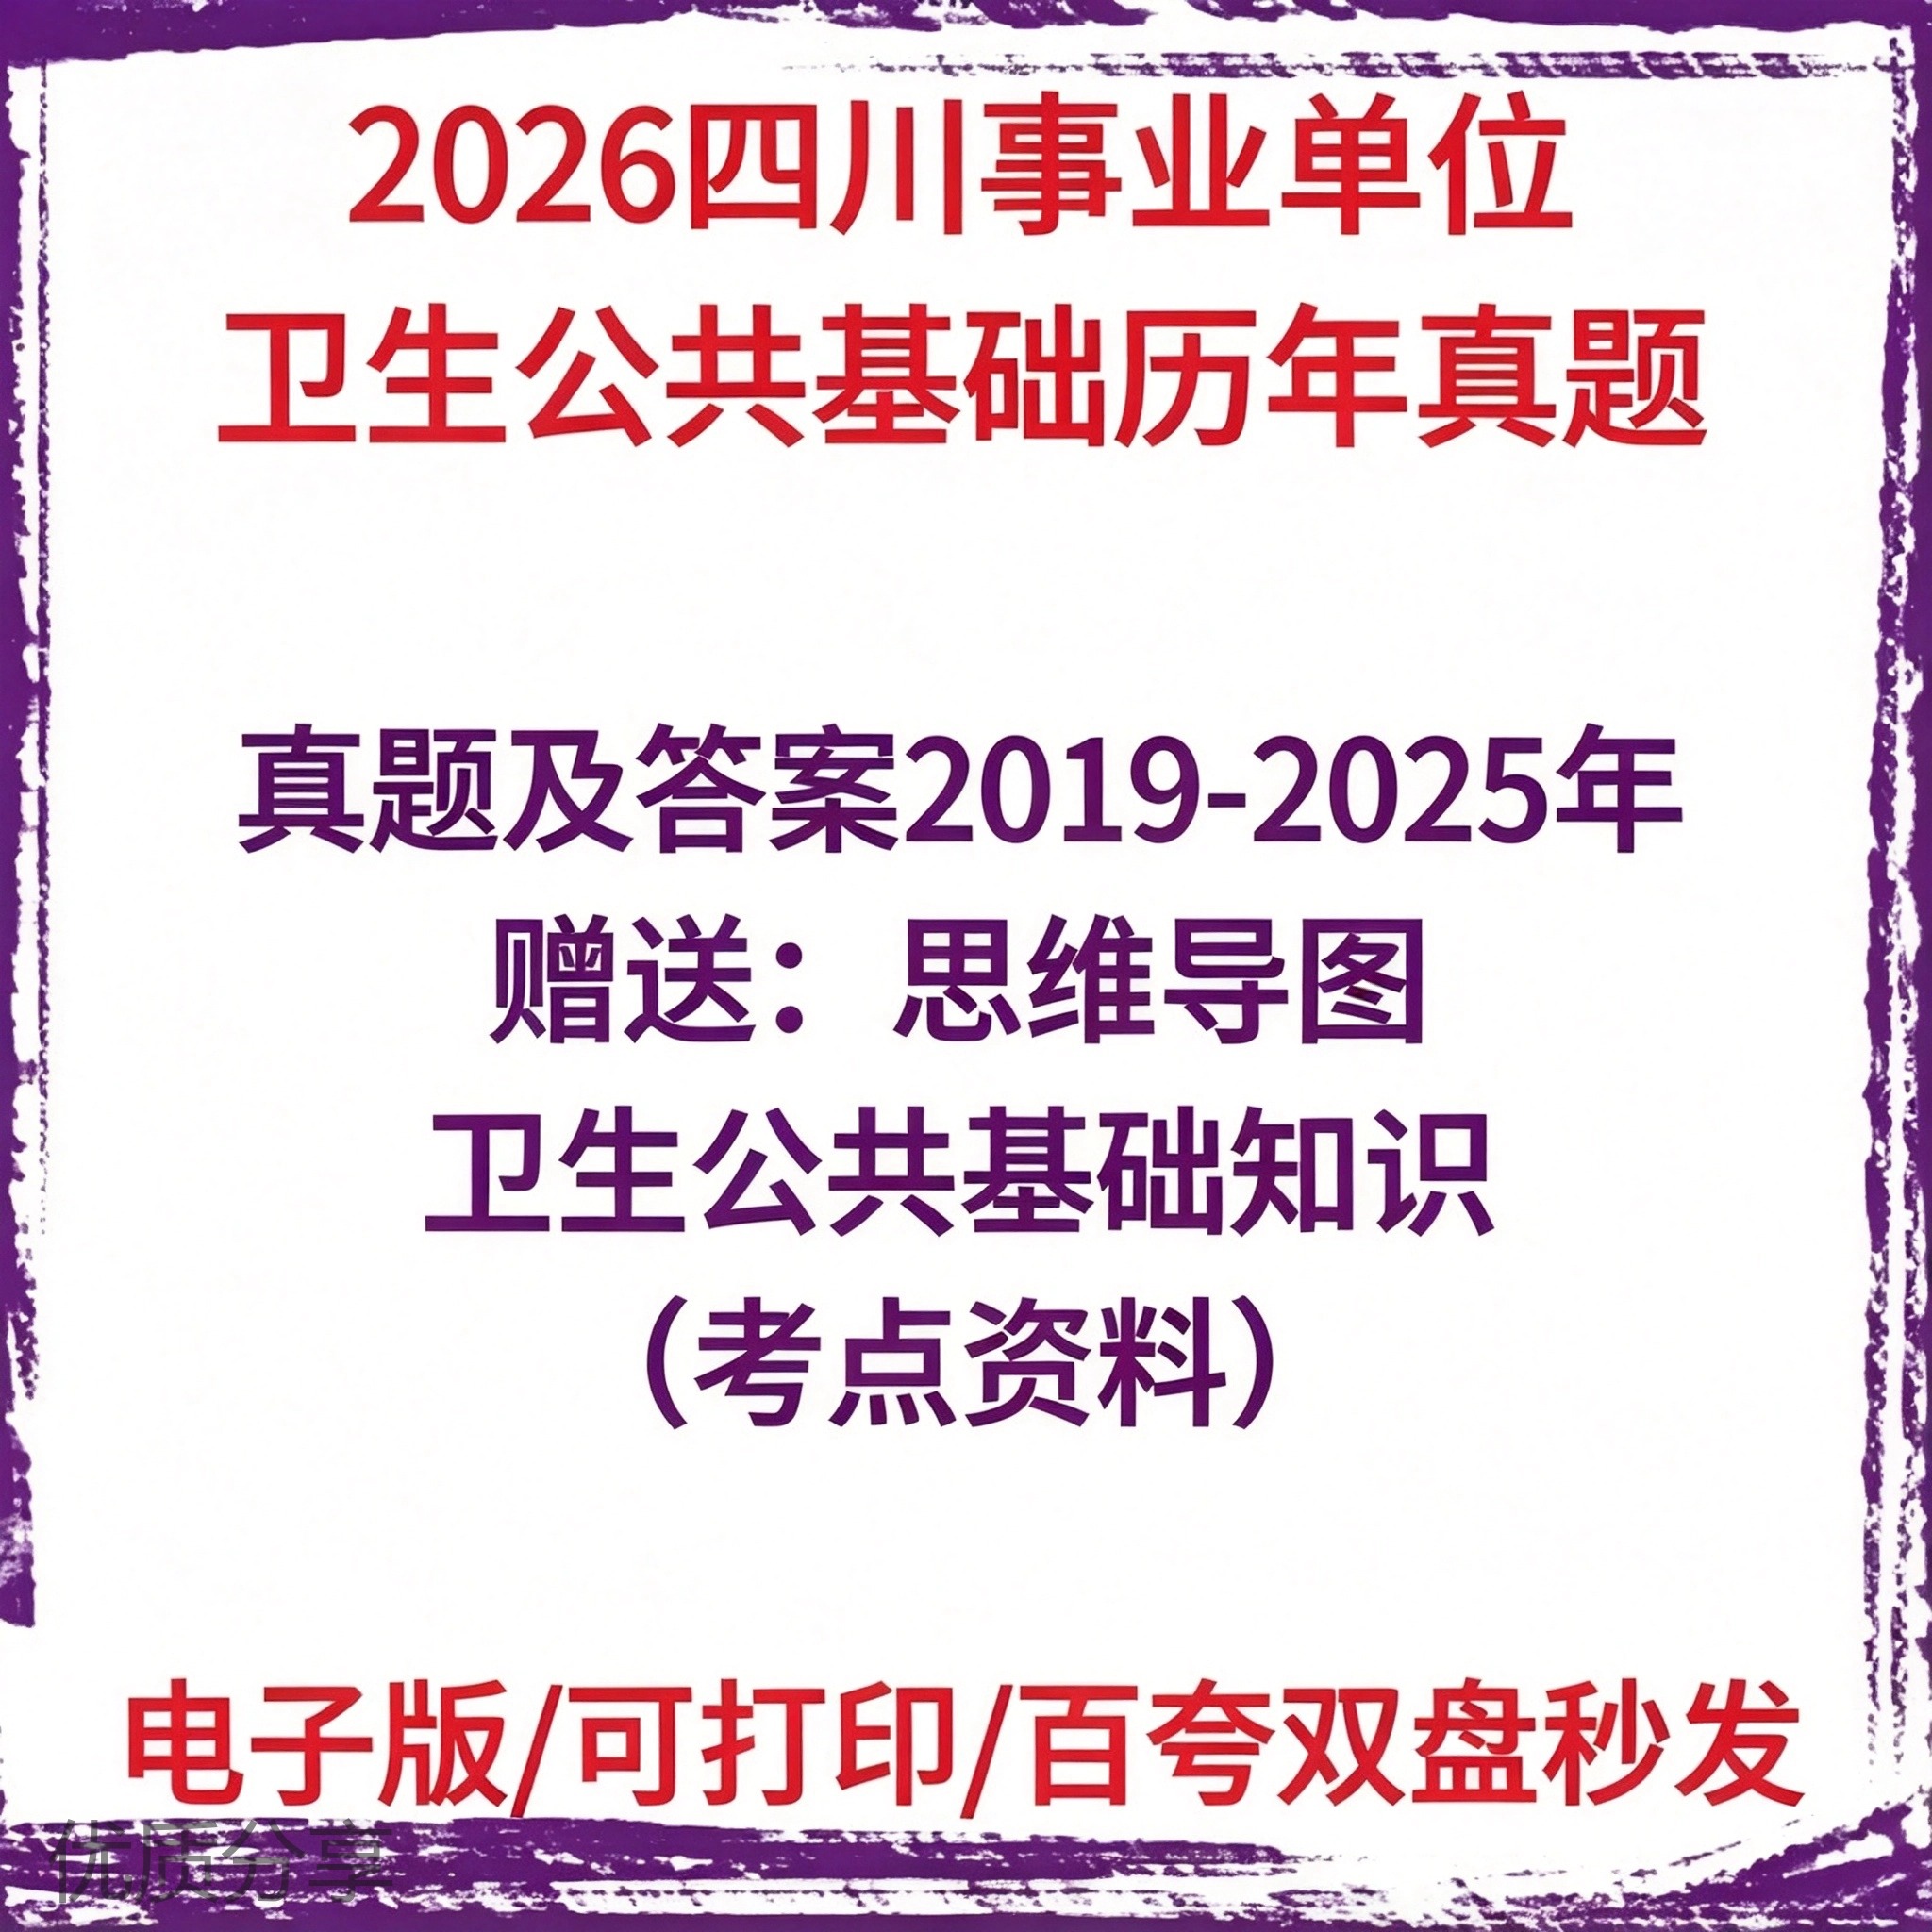 2026四川事业单位
卫生公共基础历年真题
真题及答案2019-2025年
赠送：思维导图
卫生公共基础知识
（考点资料）
电子版/可打印/百夸双盘秒发
优质分享